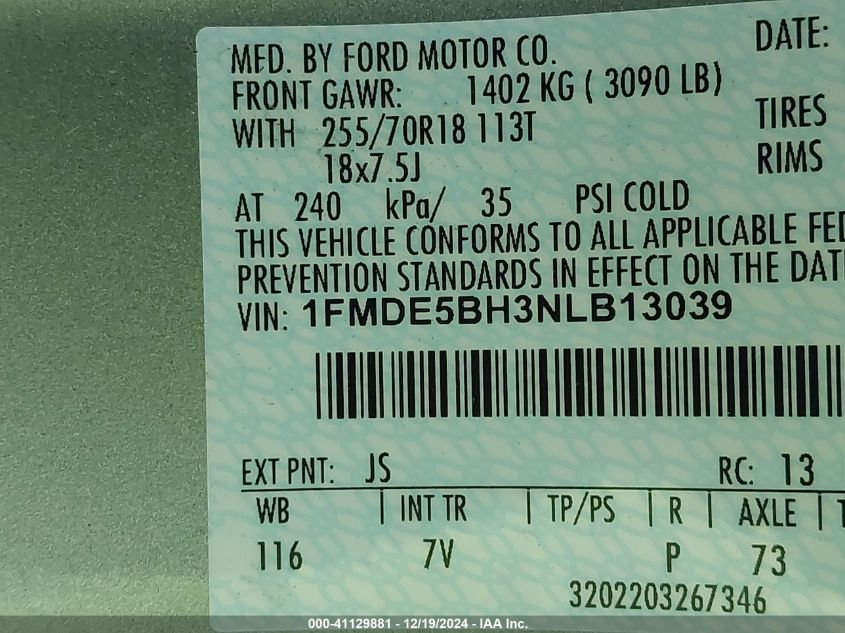 MFD. BY FORD MOTOR CO. DATE:
FRONT GAWR: 1402 KG ( 3090 LB)
WITH 255/70R18 113T TIRES
18x7.5J RIMS
AT 240 kPa/ 35 PSI COLD
THIS VEHICLE CONFORMS TO ALL APPLICABLE FED
PREVENTION STANDARDS IN EFFECT ON THE DATE
VIN: 1FMDE5BH3NLB13039
EXT PNT: JS RC: 13
WB | INT TR | TP/PS | R | AXLE | T
116 7V P 73
3202203267346
000-41129881 - 12/19/2024 - IAA Inc.